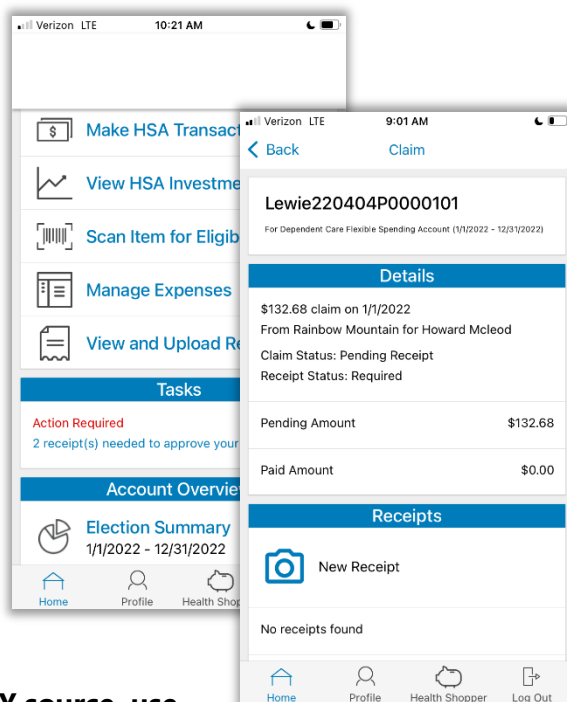 Verizon LTE 10:21 AM
Make HSA Transact
View HSA Investme
Scan Item for Eligib
Manage Expenses
View and Upload Re
Tasks
Action Required
2 receipt(s) needed to approve your
Account Overvie
Election Summary
1/1/2022 - 12/31/2022
Home Profile Health Shop
Verizon LTE 9:01 AM
Back Claim
Lewie220404P0000101
For Dependent Care Flexible Spending Account (1/1/2022 - 12/31/2022)
Details
$132.68 claim on 1/1/2022
From Rainbow Mountain for Howard Mcleod
Claim Status: Pending Receipt
Receipt Status: Required
Pending Amount $132.68
Paid Amount $0.00
Receipts
New Receipt
No receipts found
Home Profile Health Shopper Log Out